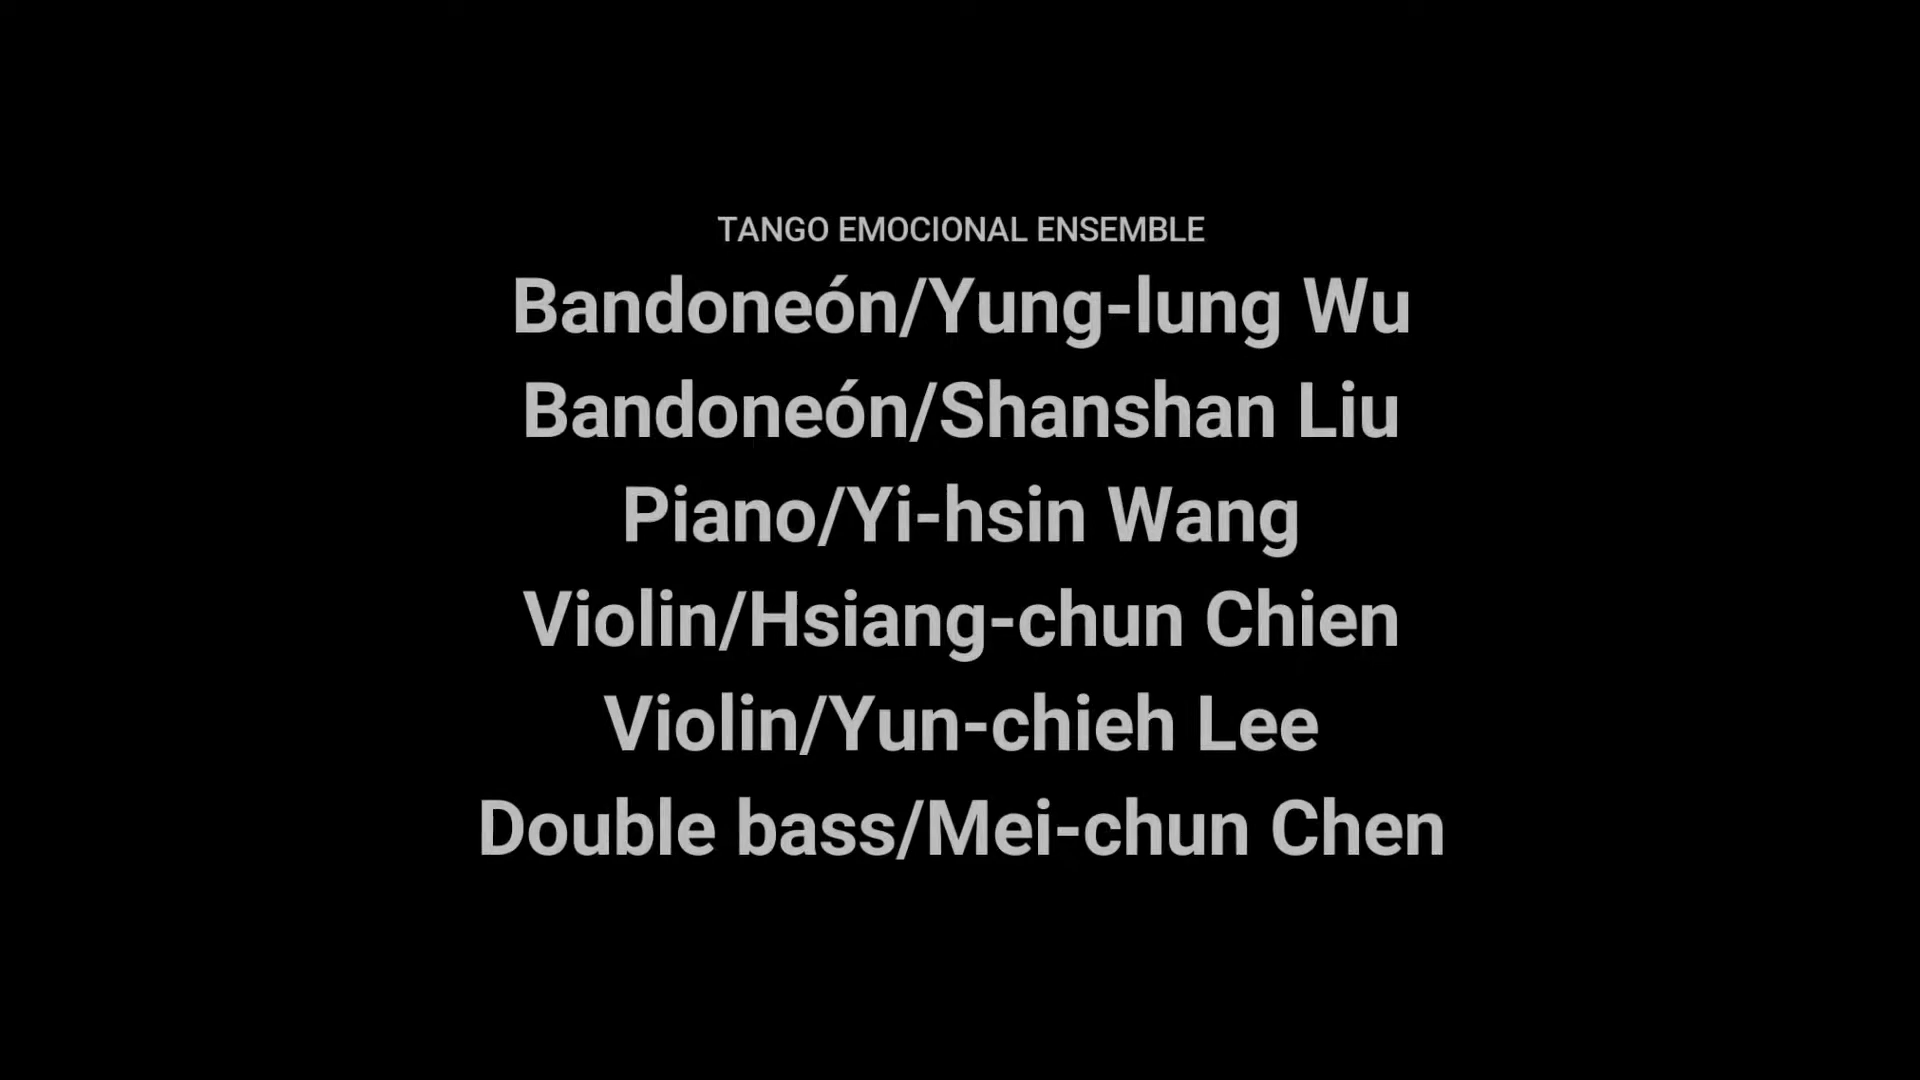 TANGO EMOCIONAL ENSEMBLE
Bandoneón/Yung-lung Wu
Bandoneón/Shanshan Liu
Piano/Yi-hsin Wang
Violin/Hsiang-chun Chien
Violin/Yun-chieh Lee
Double bass/Mei-chun Chen